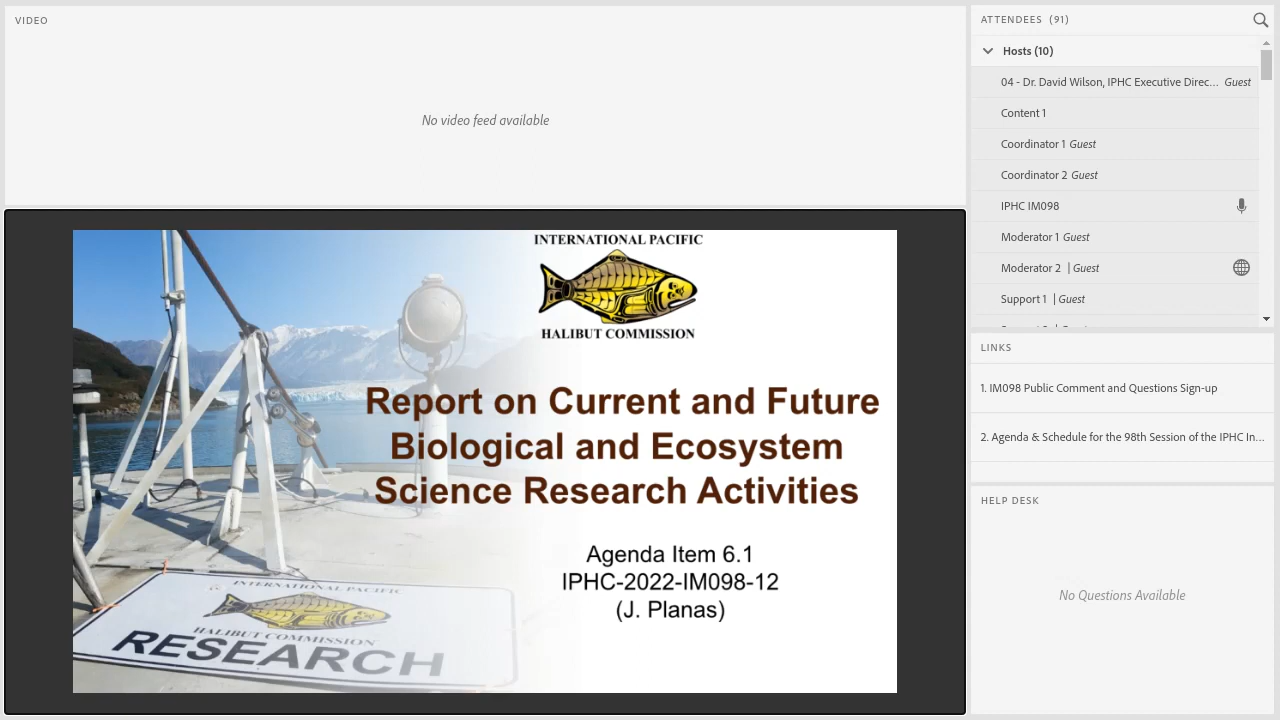 VIDEO
No video feed available
INTERNATIONAL PACIFIC
HALIBUT COMMISSION
Report on Current and Future
Biological and Ecosystem
Science Research Activities
Agenda Item 6.1
IPHC-2022-IM098-12
(J. Planas)
INTERNATIONAL PACIFIC
HALIBUT COMMISSION
RESEARCH
ATTENDEES (91)
Hosts (10)
04 - Dr. David Wilson, IPHC Executive Direc... Guest
Content 1
Coordinator 1 Guest
Coordinator 2 Guest
IPHC IM098
Moderator 1 Guest
Moderator 2 | Guest
Support 1 | Guest
LINKS
1. IM098 Public Comment and Questions Sign-up
2. Agenda & Schedule for the 98th Session of the IPHC In...
HELP DESK
No Questions Available